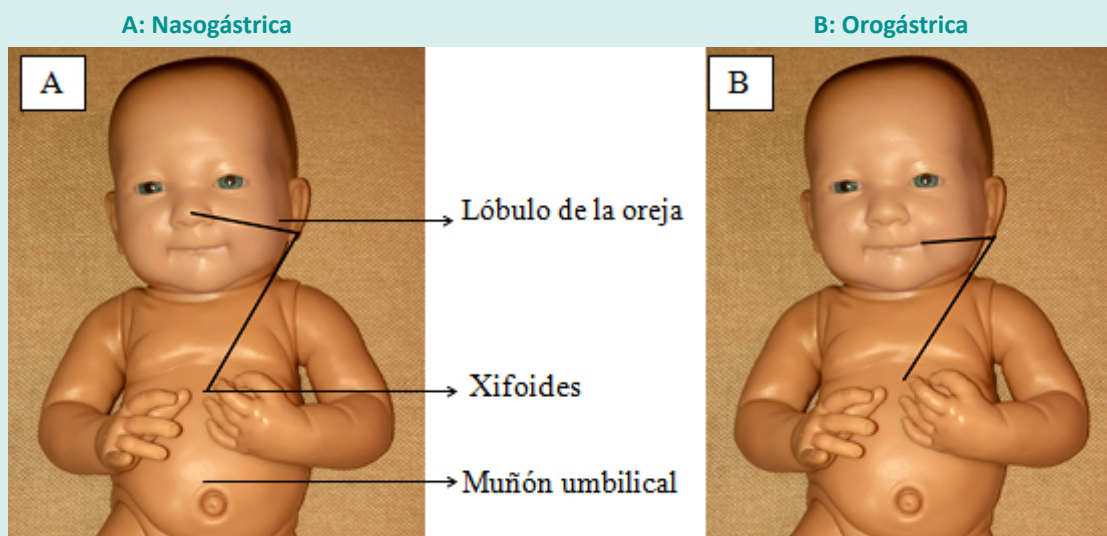 A: Nasogástrica
B: Orogástrica
A
B
Lóbulo de la oreja
Xifoides
Muñón umbilical